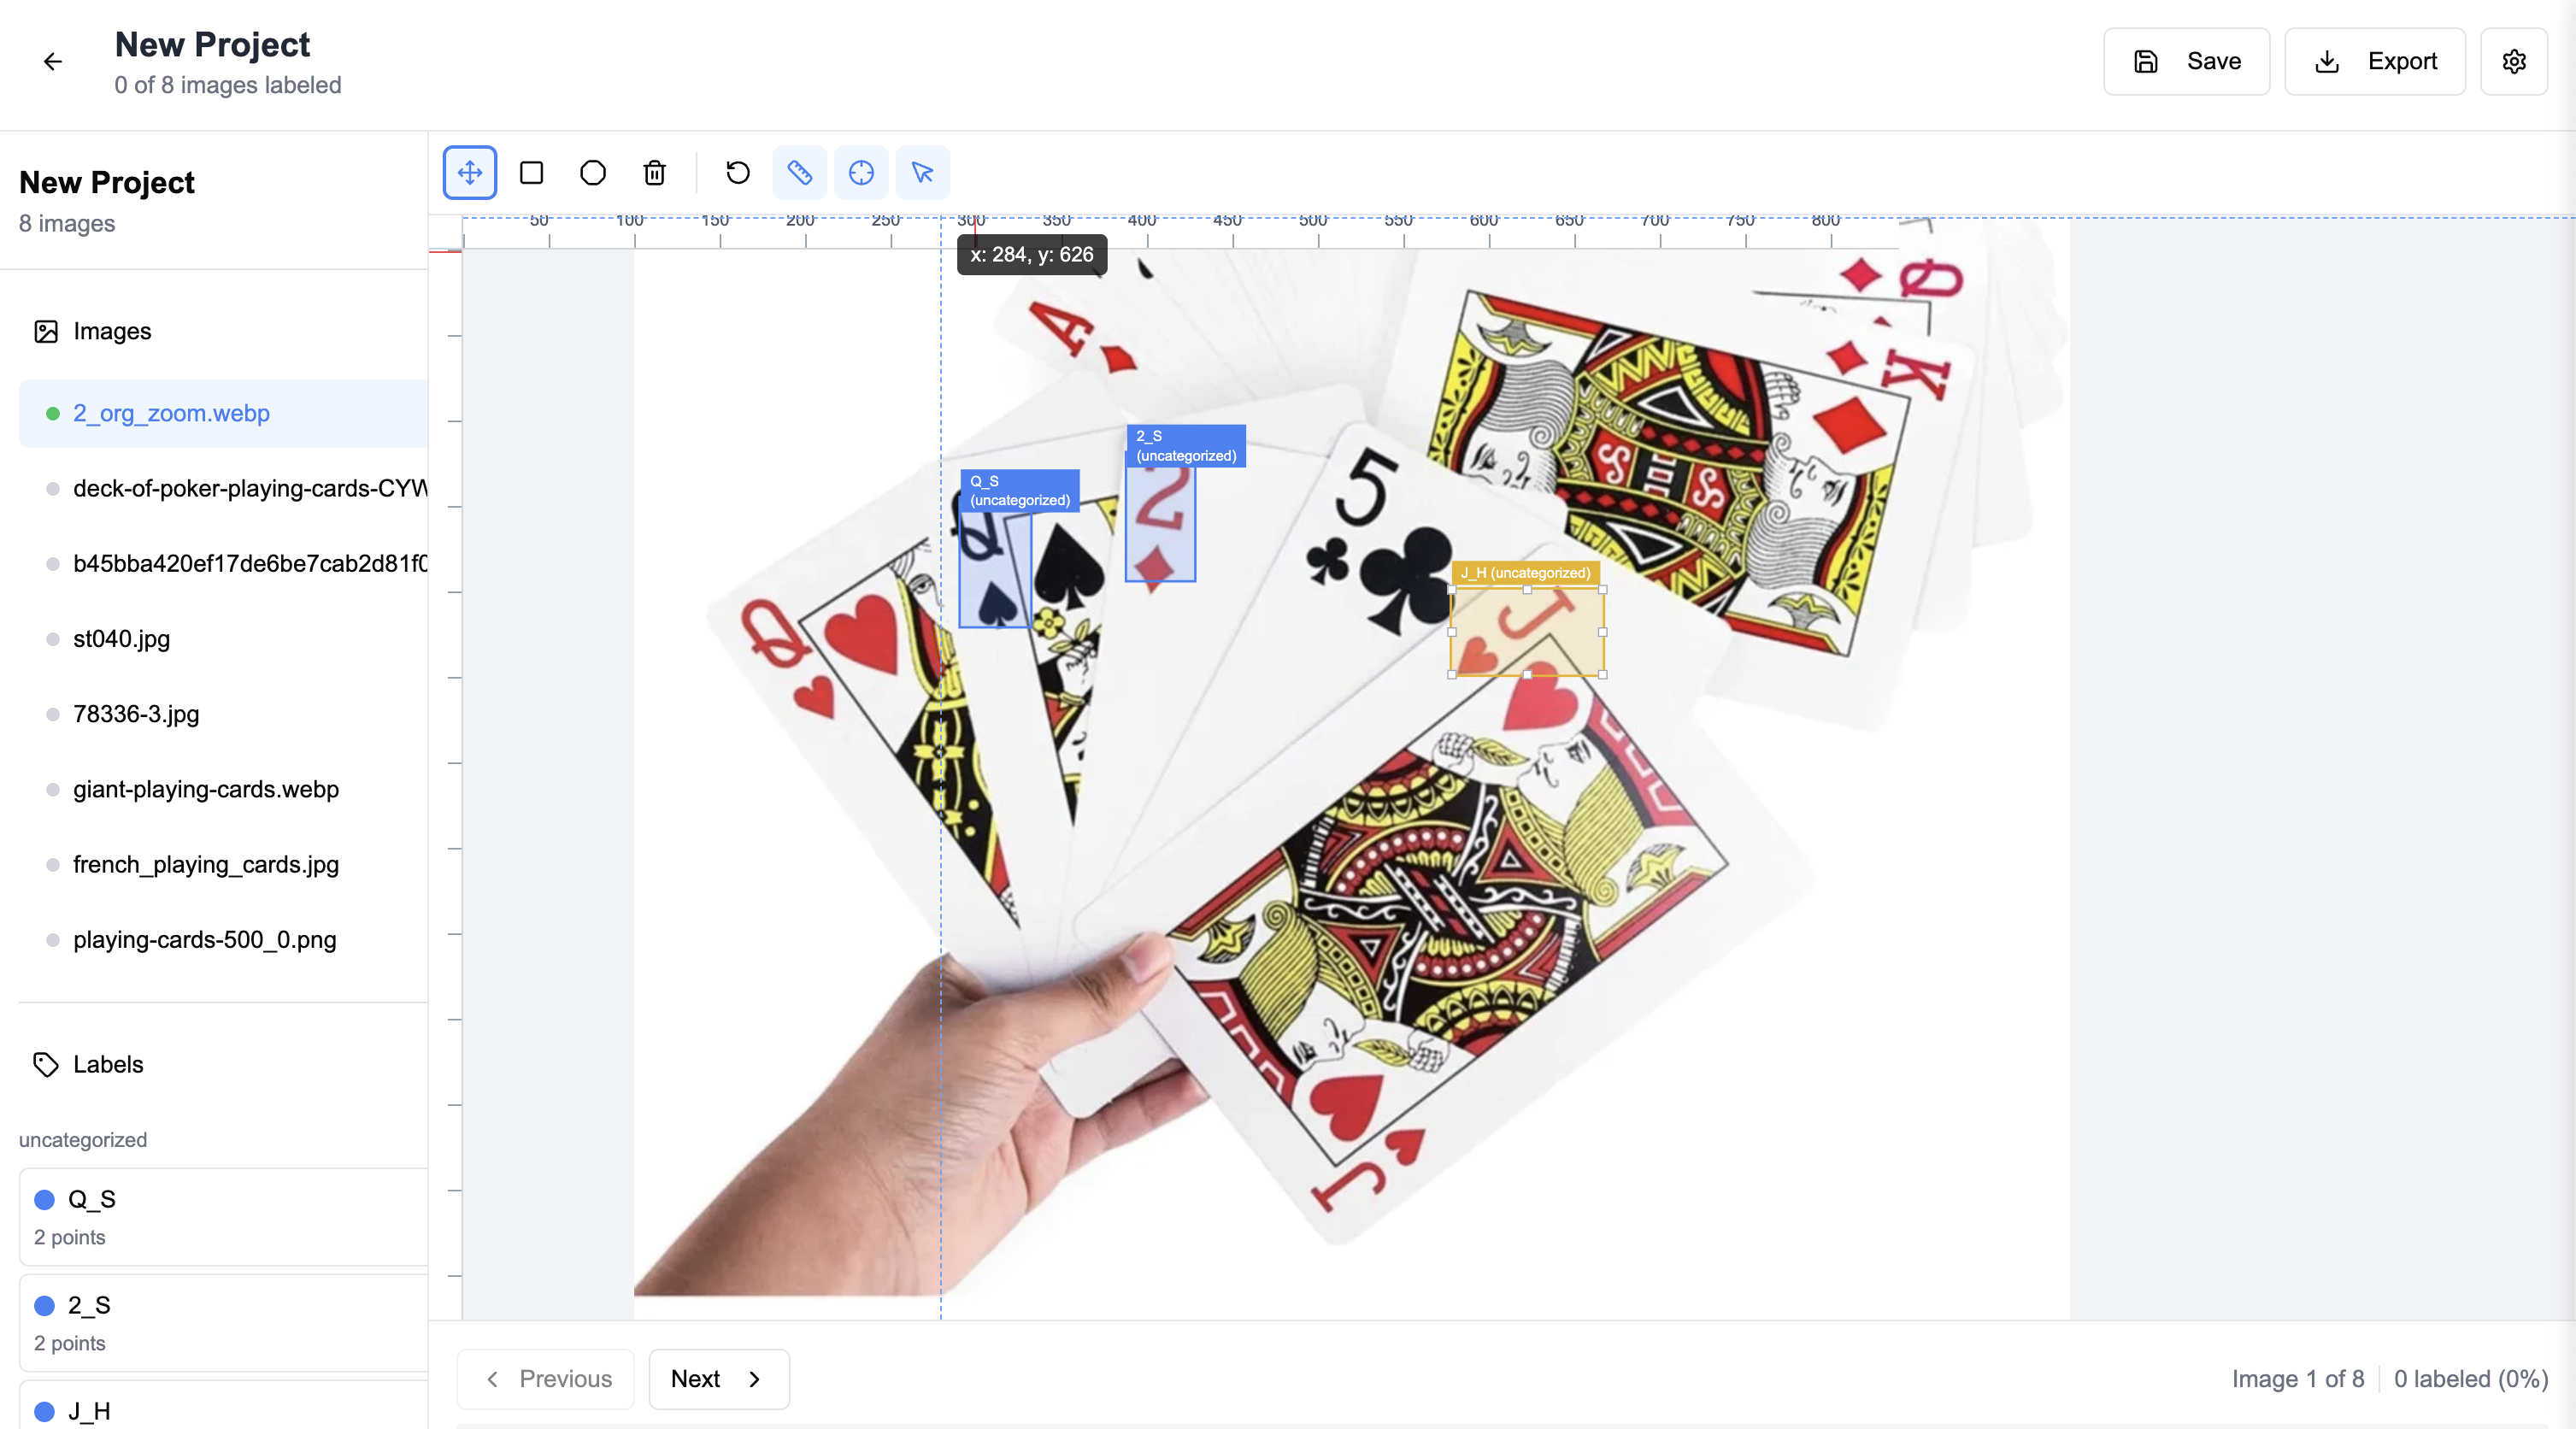 New Project
0 of 8 images labeled
Save
Export
New Project
8 images
Images
2_org_zoom.webp
deck-of-poker-playing-cards-CYW
b45bba420ef17de6be7cab2d81f0
st040.jpg
78336-3.jpg
giant-playing-cards.webp
french_playing_cards.jpg
playing-cards-500_0.png
Labels
uncategorized
Q_S
2 points
2_S
2 points
J_H
50 100 150 200 250 300 350 400 450 500 550 600 650 700 750 800
x: 284, y: 626
Q
A
K
2_S
(uncategorized)
Q_S
(uncategorized)
Q
2
5
J_H (uncategorized)
J
Q
J
Previous
Next
Image 1 of 8
0 labeled (0%)